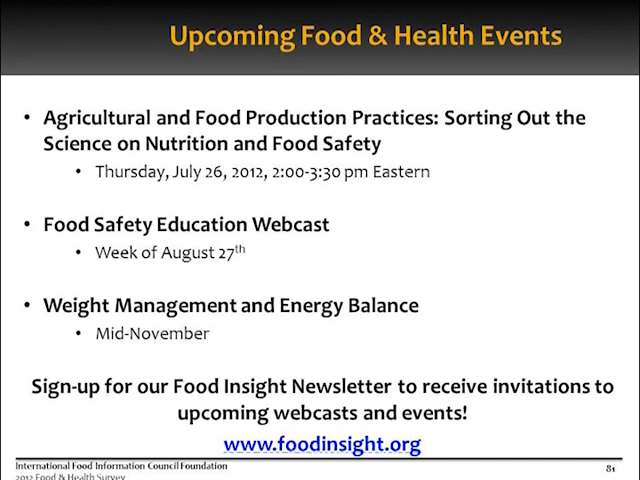 Upcoming Food & Health Events
• Agricultural and Food Production Practices: Sorting Out the
Science on Nutrition and Food Safety
• Thursday, July 26, 2012, 2:00-3:30 pm Eastern
• Food Safety Education Webcast
• Week of August 27th
• Weight Management and Energy Balance
• Mid-November
Sign-up for our Food Insight Newsletter to receive invitations to
upcoming webcasts and events!
www.foodinsight.org
International Food Information Council Foundation
2012 Food & Health Survey
81